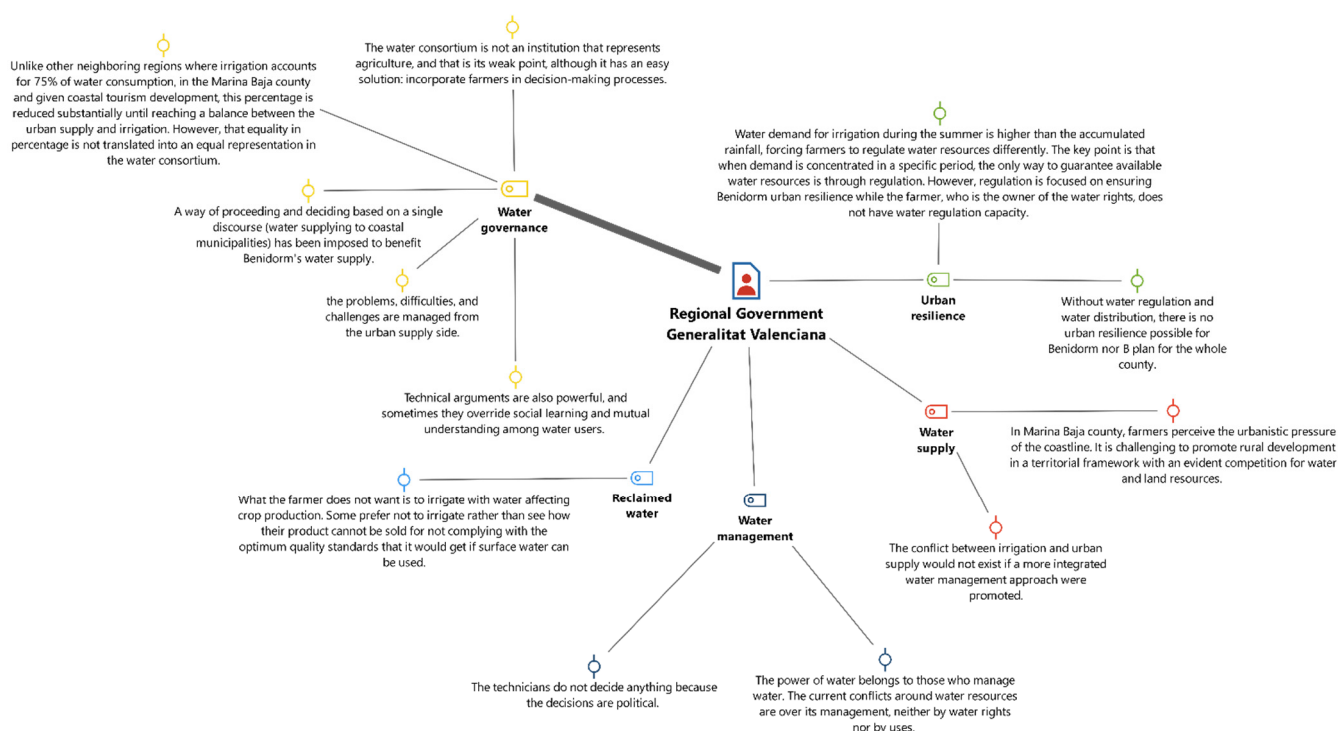 Unlike other neighboring regions where irrigation accounts
for 75% of water consumption, in the Marina Baja county
and given coastal tourism development, this percentage is
reduced substantially until reaching a balance between the
urban supply and irrigation. However, that equality in
percentage is not translated into an equal representation in
the water consortium.
The water consortium is not an institution that represents
agriculture, and that is its weak point, although it has an easy
solution: incorporate farmers in decision-making processes.
Water
governance
A way of proceeding and deciding based on a single
discourse (water supplying to coastal
municipalities) has been imposed to benefit
Benidorm's water supply.
the problems, difficulties, and
challenges are managed from
the urban supply side.
Technical arguments are also powerful, and
sometimes they override social learning and mutual
understanding among water users.
Regional Government
Generalitat Valenciana
Water demand for irrigation during the summer is higher than the accumulated
rainfall, forcing farmers to regulate water resources differently. The key point is that
when demand is concentrated in a specific period, the only way to guarantee available
water resources is through regulation. However, regulation is focused on ensuring
Benidorm urban resilience while the farmer, who is the owner of the water rights, does
not have water regulation capacity.
Urban
resilience
Without water regulation and
water distribution, there is no
urban resilience possible for
Benidorm nor B plan for the whole
county.
Water
supply
In Marina Baja county, farmers perceive the urbanistic pressure
of the coastline. It is challenging to promote rural development
in a territorial framework with an evident competition for water
and land resources.
The conflict between irrigation and urban
supply would not exist if a more integrated
water management approach were
promoted.
Reclaimed
water
What the farmer does not want is to irrigate with water affecting
crop production. Some prefer not to irrigate rather than see how
their product cannot be sold for not complying with the
optimum quality standards that it would get if surface water can
be used.
Water
management
The technicians do not decide anything because
the decisions are political.
The power of water belongs to those who manage
water. The current conflicts around water resources
are over its management, neither by water rights
nor by uses.